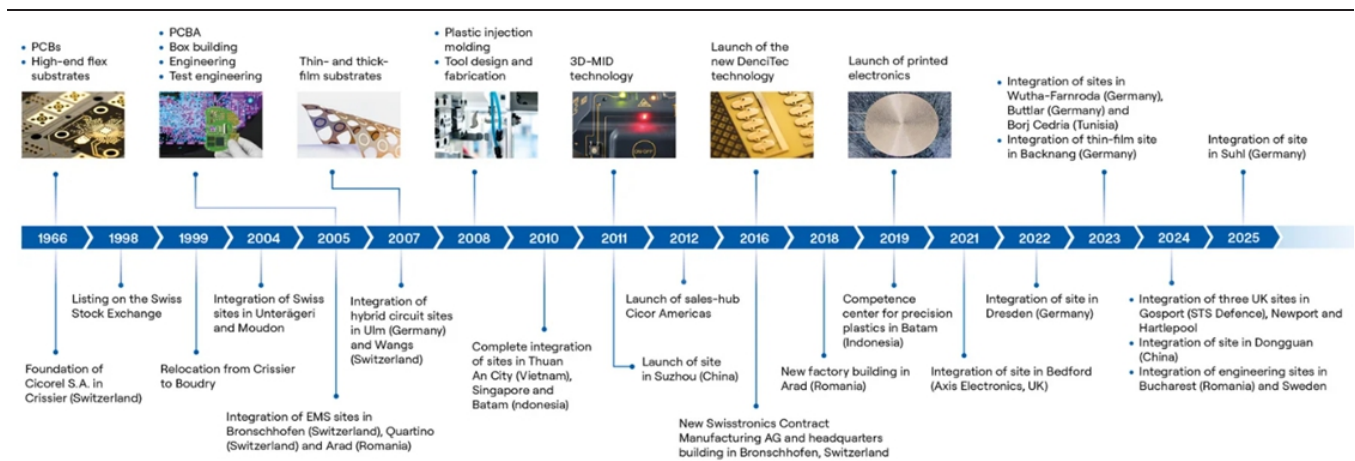 • PCBs
• High-end flex
substrates
• PCBA
• Box building
• Engineering
• Test engineering
Thin- and thick-
film substrates
• Plastic injection
molding
• Tool design and
fabrication
3D-MID
technology
Launch of the
new DenciTec
technology
Launch of printed
electronics
• Integration of sites in
Wutha-Farnroda (Germany),
Buttlar (Germany) and
Borj Cedria (Tunisia)
• Integration of thin-film site
in Backnang (Germany)
Integration of site
in Suhl (Germany)
ON/OFF
1966
1998
1999
2004
2005
2007
2008
2010
2011
2012
2016
2018
2019
2021
2022
2023
2024
2025
Foundation of
Cicorel S.A. in
Crissier (Switzerland)
Listing on the Swiss
Stock Exchange
Relocation from Crissier
to Boudry
Integration of Swiss
sites in Unterägeri
and Moudon
Integration of EMS sites in
Bronschhofen (Switzerland), Quartino
(Switzerland) and Arad (Romania)
Integration of
hybrid circuit sites
in Ulm (Germany)
and Wangs
(Switzerland)
Complete integration
of sites in Thuan
An City (Vietnam),
Singapore and
Batam (ndonesia)
Launch of site
in Suzhou (China)
Launch of sales-hub
Cicor Americas
New Swisstronics Contract
Manufacturing AG and headquarters
building in Bronschhofen, Switzerland
New factory building in
Arad (Romania)
Competence
center for precision
plastics in Batam
(Indonesia)
Integration of site in Bedford
(Axis Electronics, UK)
Integration of site in
Dresden (Germany)
• Integration of three UK sites in
Gosport (STS Defence), Newport and
Hartlepool
• Integration of site in Dongguan
(China)
• Integration of engineering sites in
Bucharest (Romania) and Sweden